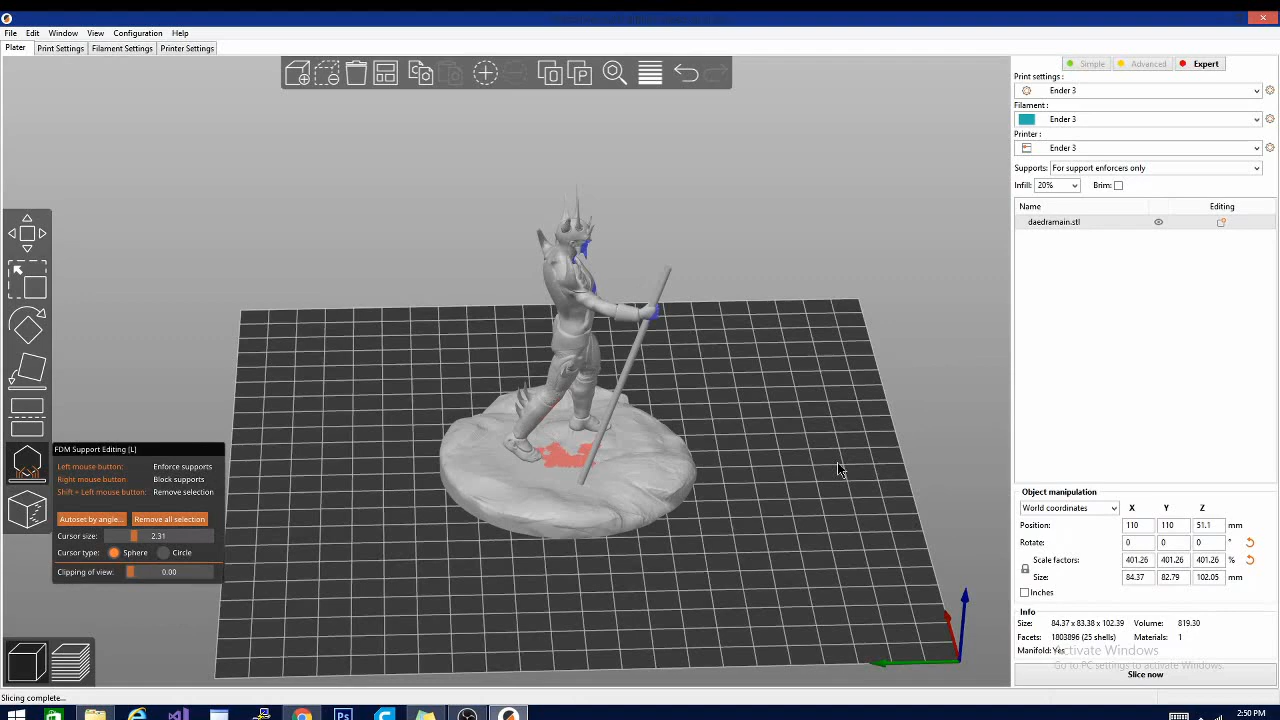 File Edit Window View Configuration Help
Plater Print Settings Filament Settings Printer Settings
Simple Advanced Expert
Print settings :
Ender 3
Filament :
Ender 3
Printer :
Ender 3
Supports: For support enforcers only
Infill: 20% Brim:
Name Editing
daedramain.stl
FDM Support Editing [L]
Left mouse button: Enforce supports
Right mouse button: Block supports
Shift + Left mouse button: Remove selection
Autoset by angle... Remove all selection
Cursor size: 2.31
Cursor type: Sphere Circle
Clipping of view: 0.00
Object manipulation
World coordinates X Y Z
Position: 110 110 51.1 mm
Rotate: 0 0 0 °
Scale factors: 401.26 401.26 401.26 %
Size: 84.37 82.79 102.05 mm
Inches
Info
Size: 84.37 x 83.38 x 102.39 Volume: 819.30
Facets: 1803896 (25 shells) Materials: 1
Manifold: Yes
Activate Windows
Go to PC settings to activate Windows.
Slice now
Slicing complete...
2:50 PM